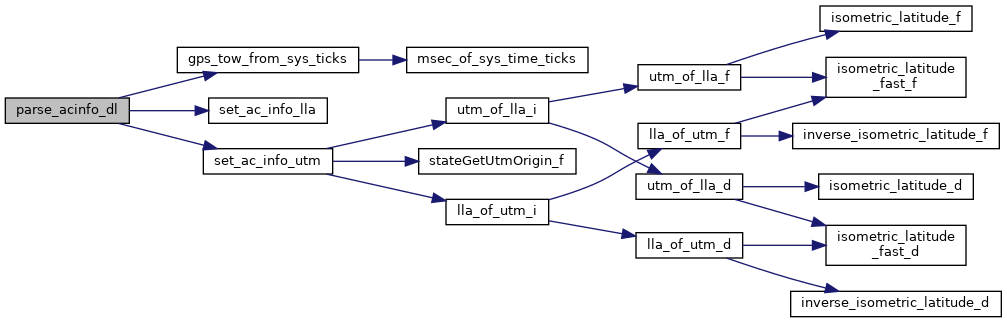 parse_acinfo_dl
gps_tow_from_sys_ticks
msec_of_sys_time_ticks
set_ac_info_lla
set_ac_info_utm
utm_of_lla_i
stateGetUtmOrigin_f
lla_of_utm_i
utm_of_lla_f
lla_of_utm_f
utm_of_lla_d
lla_of_utm_d
isometric_latitude_f
isometric_latitude
_fast_f
inverse_isometric_latitude_f
isometric_latitude_d
isometric_latitude
_fast_d
inverse_isometric_latitude_d